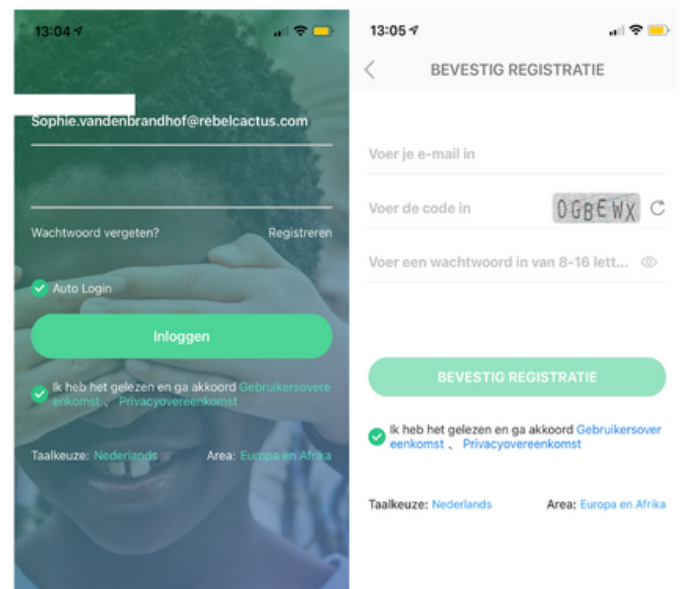 13:04
Sophie.vandenbrandhof@rebelcactus.com
Wachtwoord vergeten? Registreren
Auto Login
Inloggen
Ik heb het gelezen en ga akkoord Gebruikersovere
enkomst 、 Privacyovereenkomst
Taalkeuze: Nederlands Area: Europa en Afrika
13:05
BEVESTIG REGISTRATIE
Voer je e-mail in
Voer de code in 0GBEWX
Voer een wachtwoord in van 8-16 lett...
BEVESTIG REGISTRATIE
Ik heb het gelezen en ga akkoord Gebruikersover
eenkomst 、 Privacyovereenkomst
Taalkeuze: Nederlands Area: Europa en Afrika